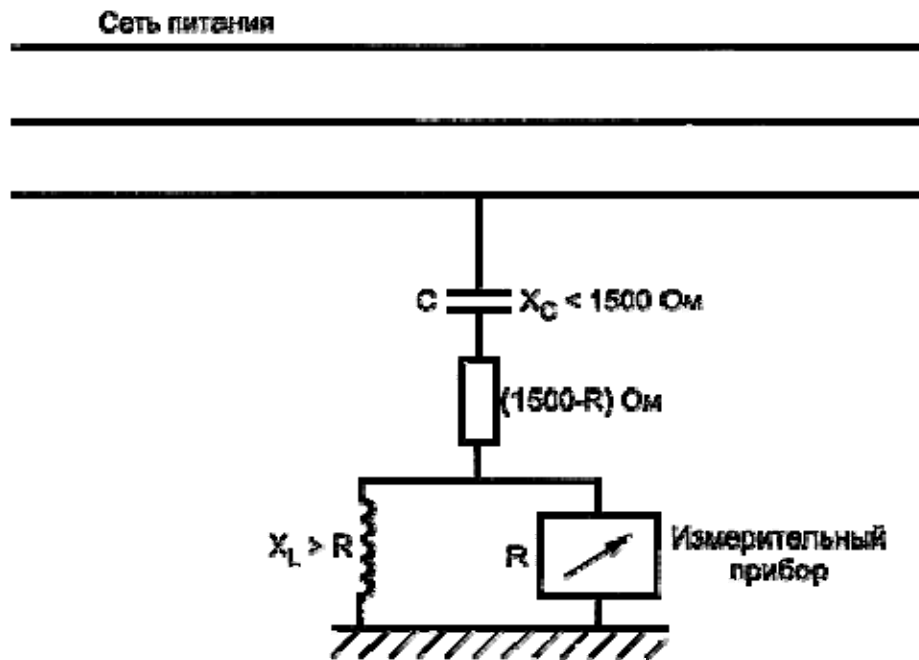 Сеть питания
C
X_C < 1500 Ом
(1500-R) Ом
X_L > R
R
Измерительный
прибор